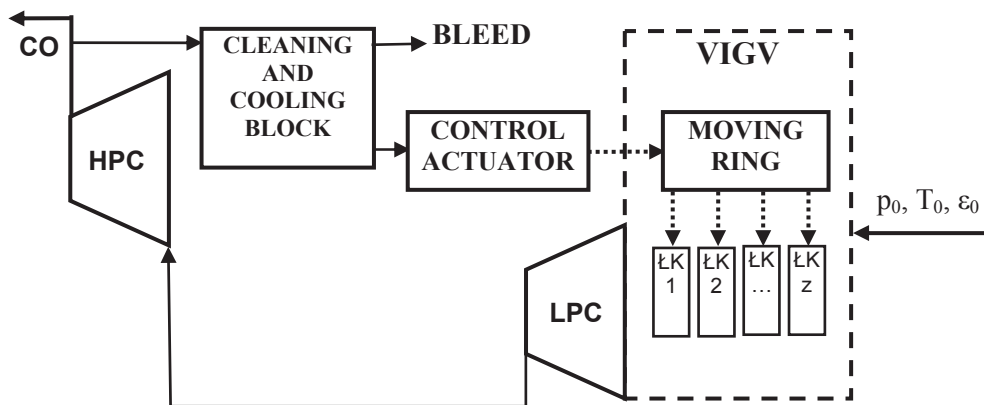 CO
CLEANING
AND
COOLING
BLOCK
BLEED
VIGV
CONTROL
ACTUATOR
MOVING
RING
HPC
p₀, T₀, ε₀
ŁK
1
ŁK
2
ŁK
...
ŁK
z
LPC